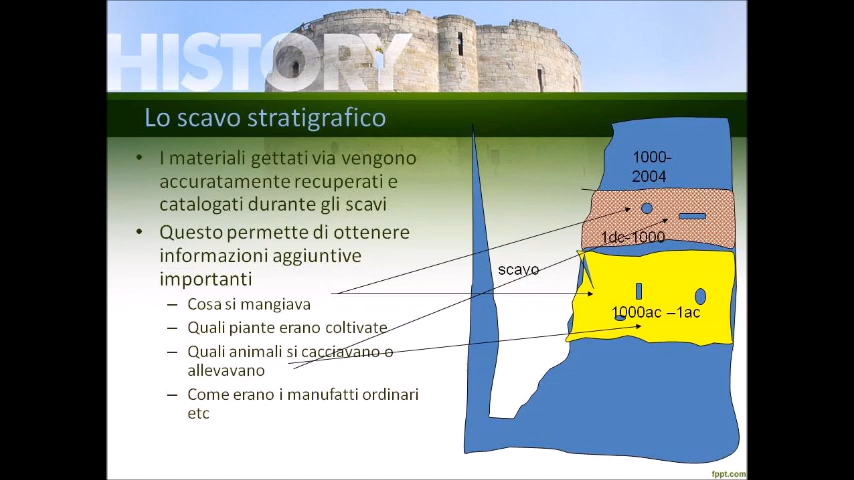 HISTORY
Lo scavo stratigrafico
• I materiali gettati via vengono
accuratamente recuperati e
catalogati durante gli scavi
• Questo permette di ottenere
informazioni aggiuntive
importanti
– Cosa si mangiava
– Quali piante erano coltivate
– Quali animali si cacciavano o
allevavano
– Come erano i manufatti ordinari
etc
scavo
1000-
2004
1dc-1000
1000ac –1ac
fppt.com